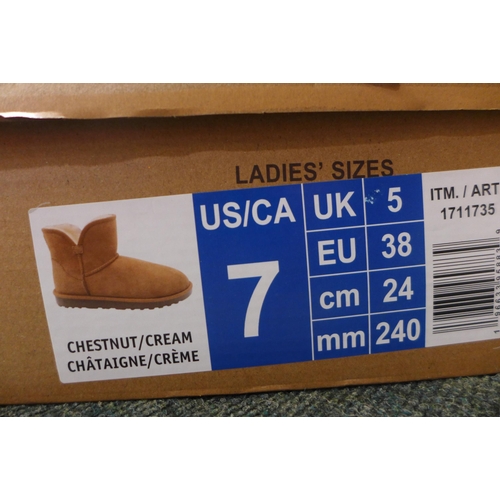 LADIES' SIZES
US/CA
7
UK 5
EU 38
cm 24
mm 240
ITM. / ART
1711735
CHESTNUT/CREAM
CHÂTAIGNE/CRÈME